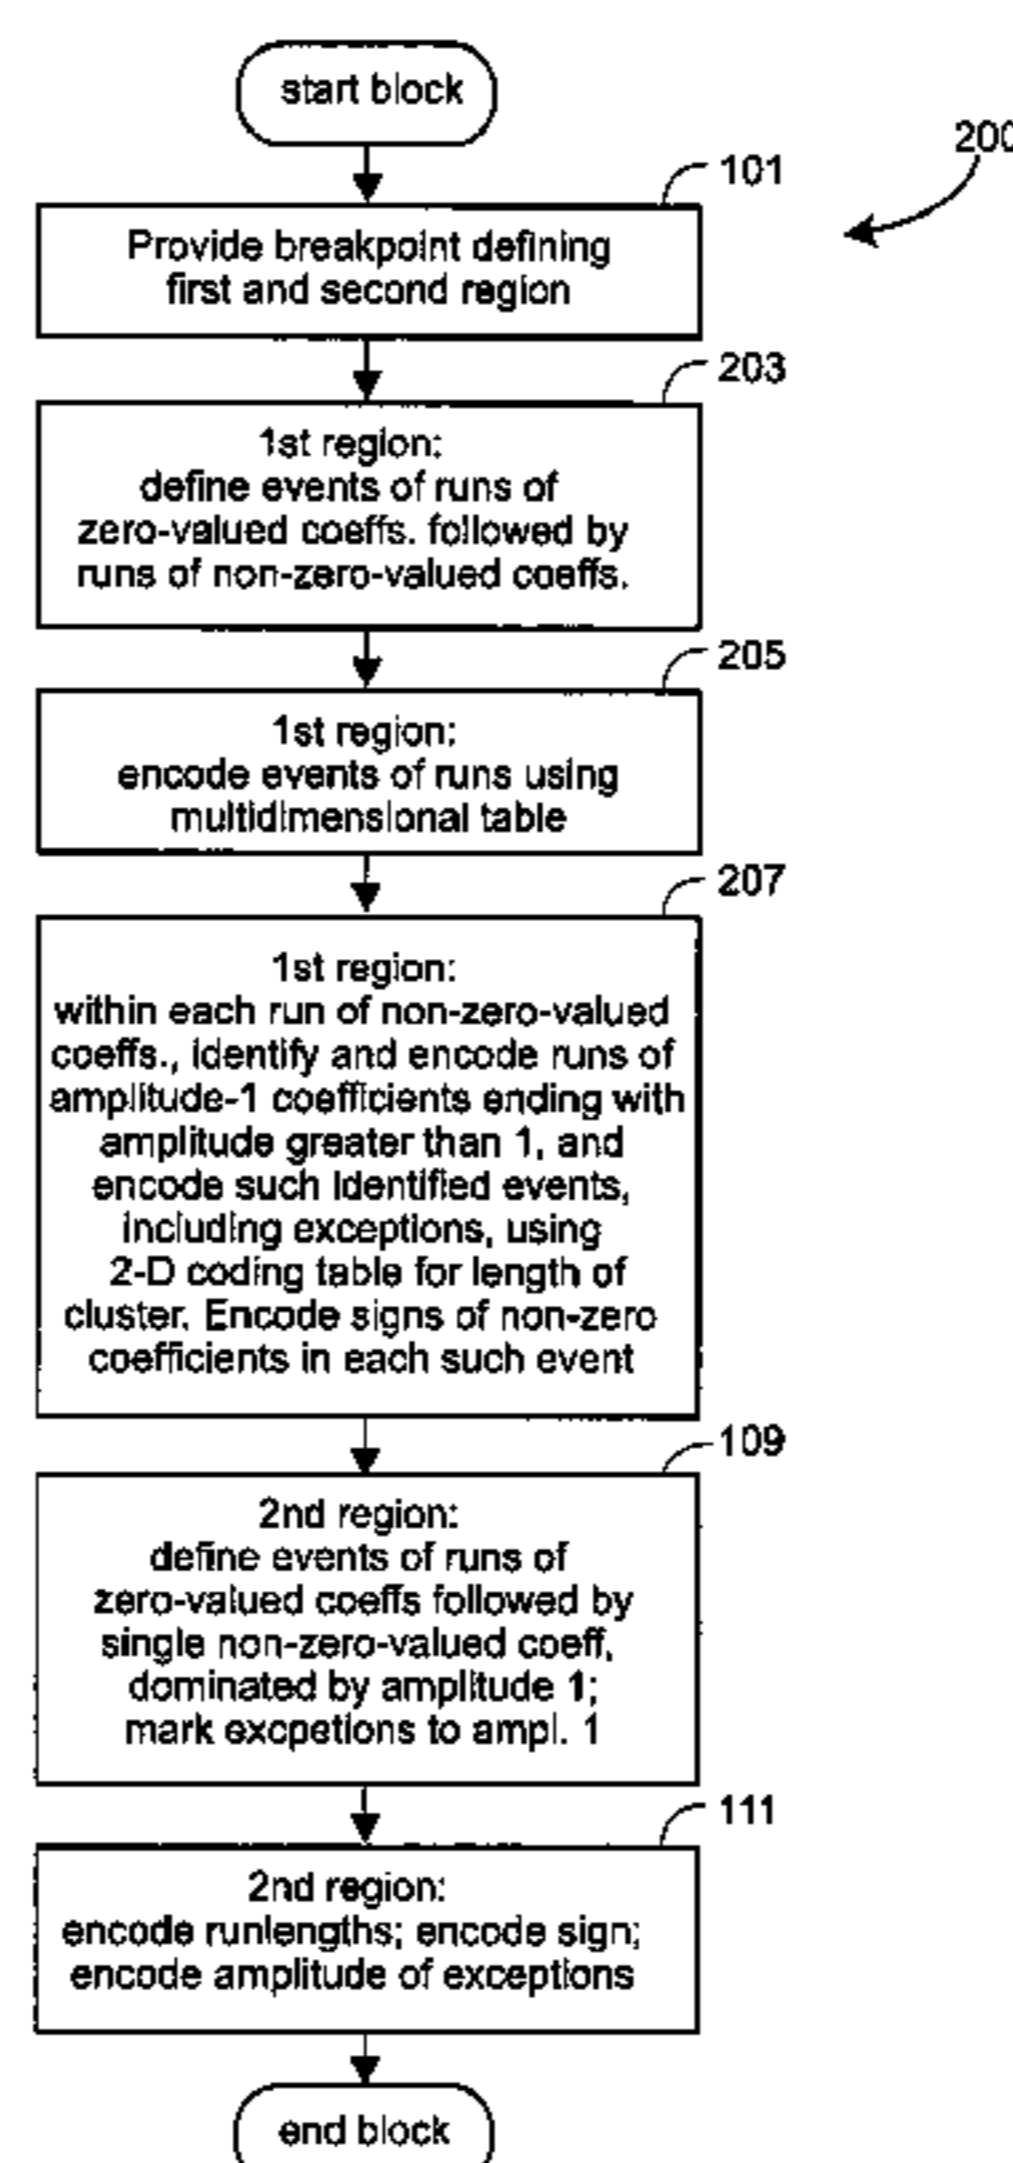 start block
200
101
Provide breakpoint defining
first and second region
203
1st region:
define events of runs of
zero-valued coeffs. followed by
runs of non-zero-valued coeffs.
205
1st region:
encode events of runs using
multidimensional table
207
1st region:
within each run of non-zero-valued
coeffs., identify and encode runs of
amplitude-1 coefficients ending with
amplitude greater than 1, and
encode such identified events,
including exceptions, using
2-D coding table for length of
cluster. Encode signs of non-zero
coefficients in each such event
109
2nd region:
define events of runs of
zero-valued coeffs followed by
single non-zero-valued coeff,
dominated by amplitude 1;
mark excpetions to ampl. 1
111
2nd region:
encode runlengths; encode sign;
encode amplitude of exceptions
end block